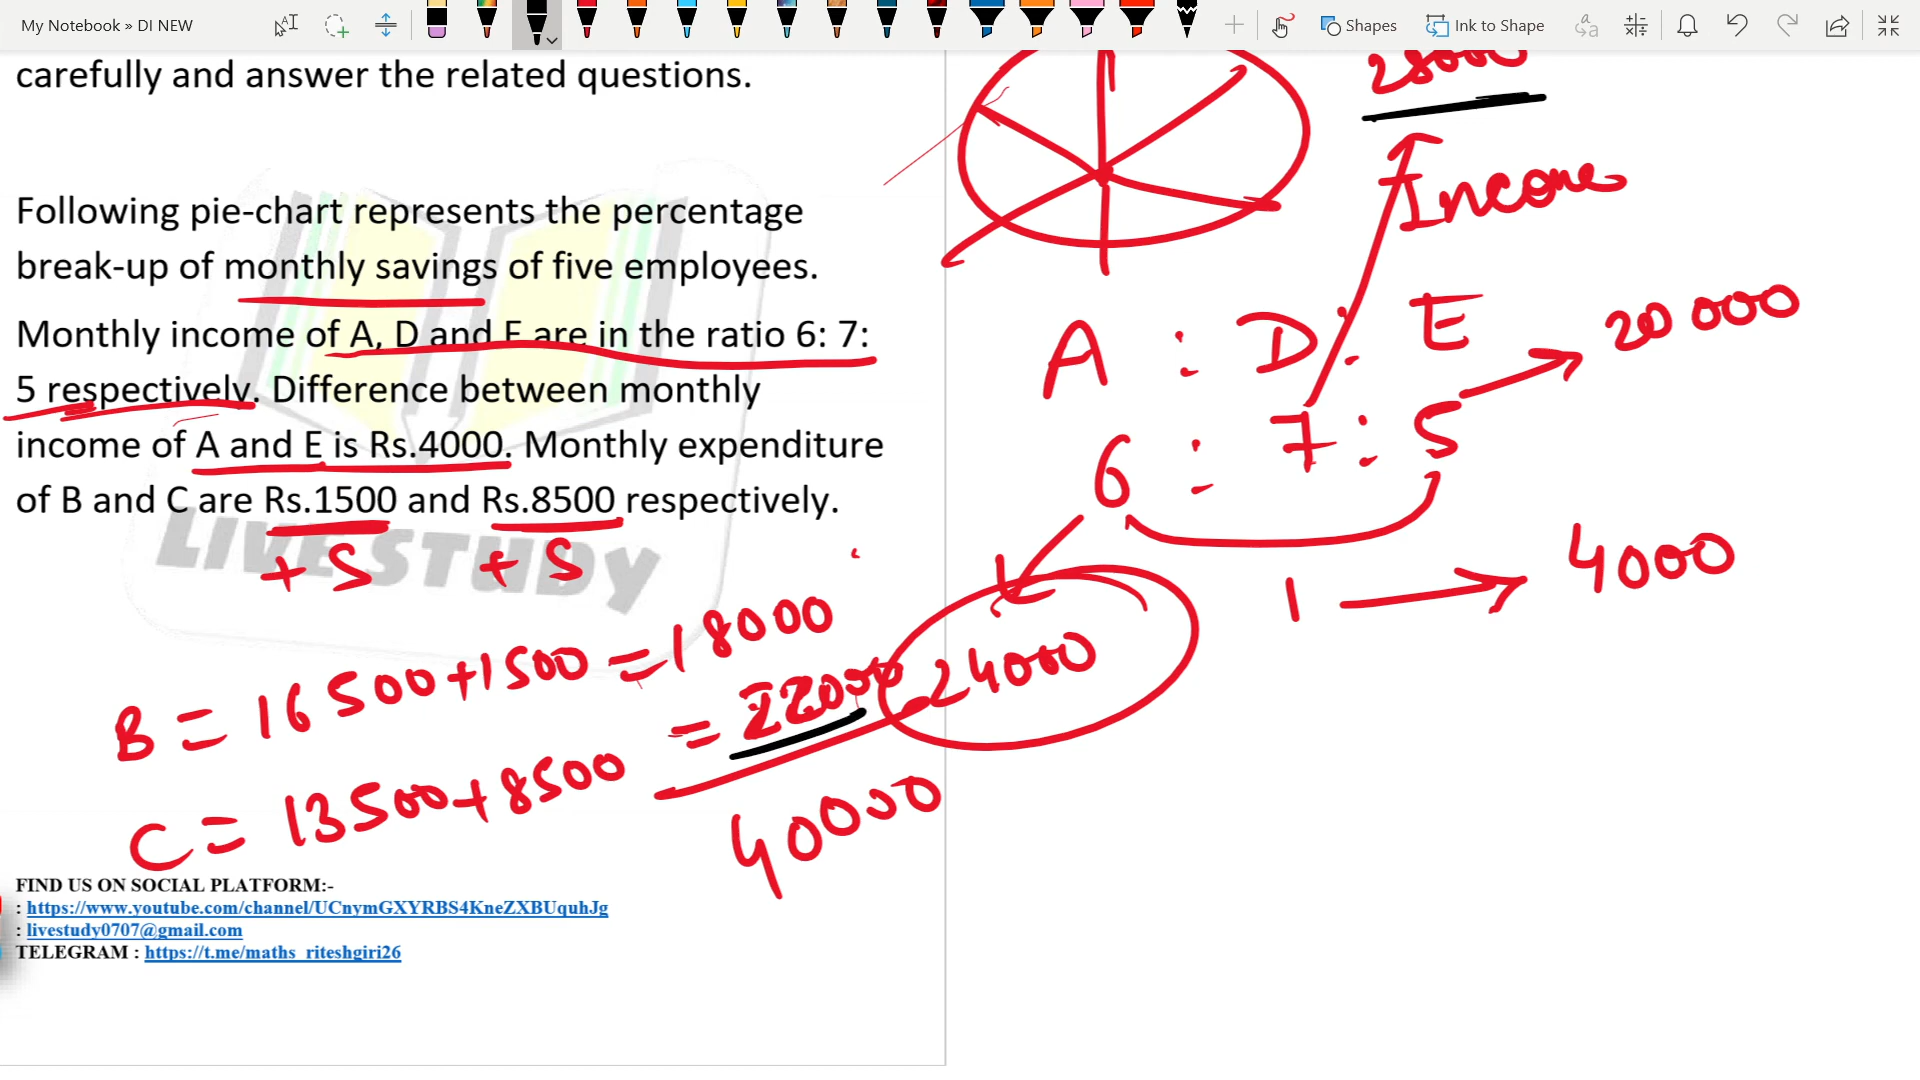 My Notebook » DI NEW
Shapes
Ink to Shape
carefully and answer the related questions.
Following pie-chart represents the percentage
break-up of monthly savings of five employees.
Monthly income of A, D and E are in the ratio 6: 7:
5 respectively. Difference between monthly
income of A and E is Rs.4000. Monthly expenditure
of B and C are Rs.1500 and Rs.8500 respectively.
LIVE STUDY
+ S + S
B = 16500+1500 = 18000
C = 13500+8500 = 22000
40000
24000
28000
Income
A : D : E
6 : 7 : 5 → 20000
1 → 4000
FIND US ON SOCIAL PLATFORM:-
: https://www.youtube.com/channel/UCnymGXYRBS4KneZXBUquhJg
: livestudy0707@gmail.com
TELEGRAM : https://t.me/maths_riteshgiri26